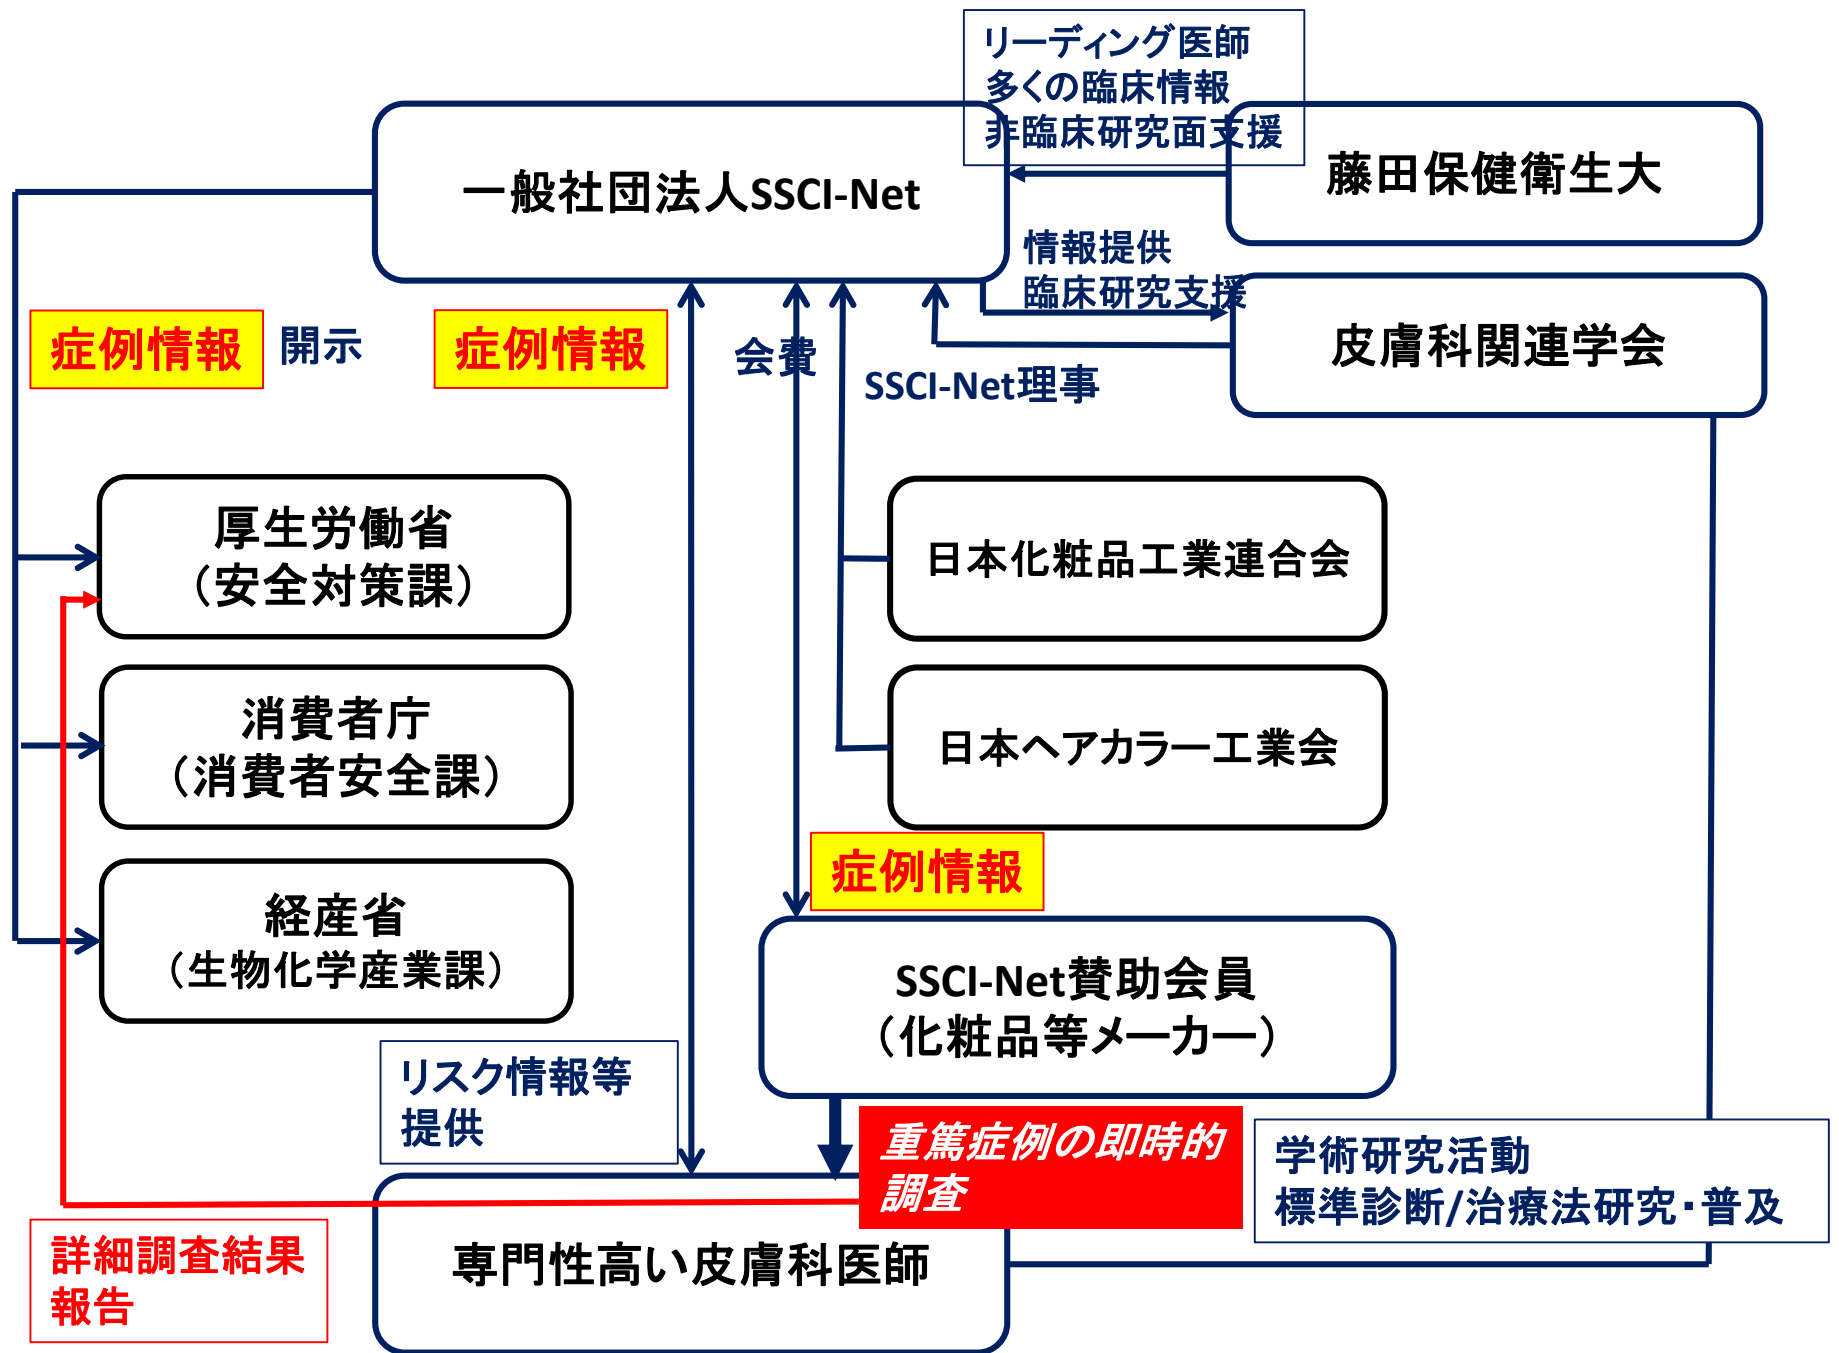 リーディング医師
多くの臨床情報
非臨床研究面支援
一般社団法人SSCI-Net
藤田保健衛生大
情報提供
臨床研究支援
症例情報
開示
症例情報
会費
SSCI-Net理事
皮膚科関連学会
厚生労働省
（安全対策課）
日本化粧品工業連合会
消費者庁
（消費者安全課）
日本ヘアカラー工業会
症例情報
経産省
（生物化学産業課）
SSCI-Net賛助会員
（化粧品等メーカー）
リスク情報等
提供
重篤症例の即時的
調査
学術研究活動
標準診断/治療法研究・普及
詳細調査結果
報告
専門性高い皮膚科医師